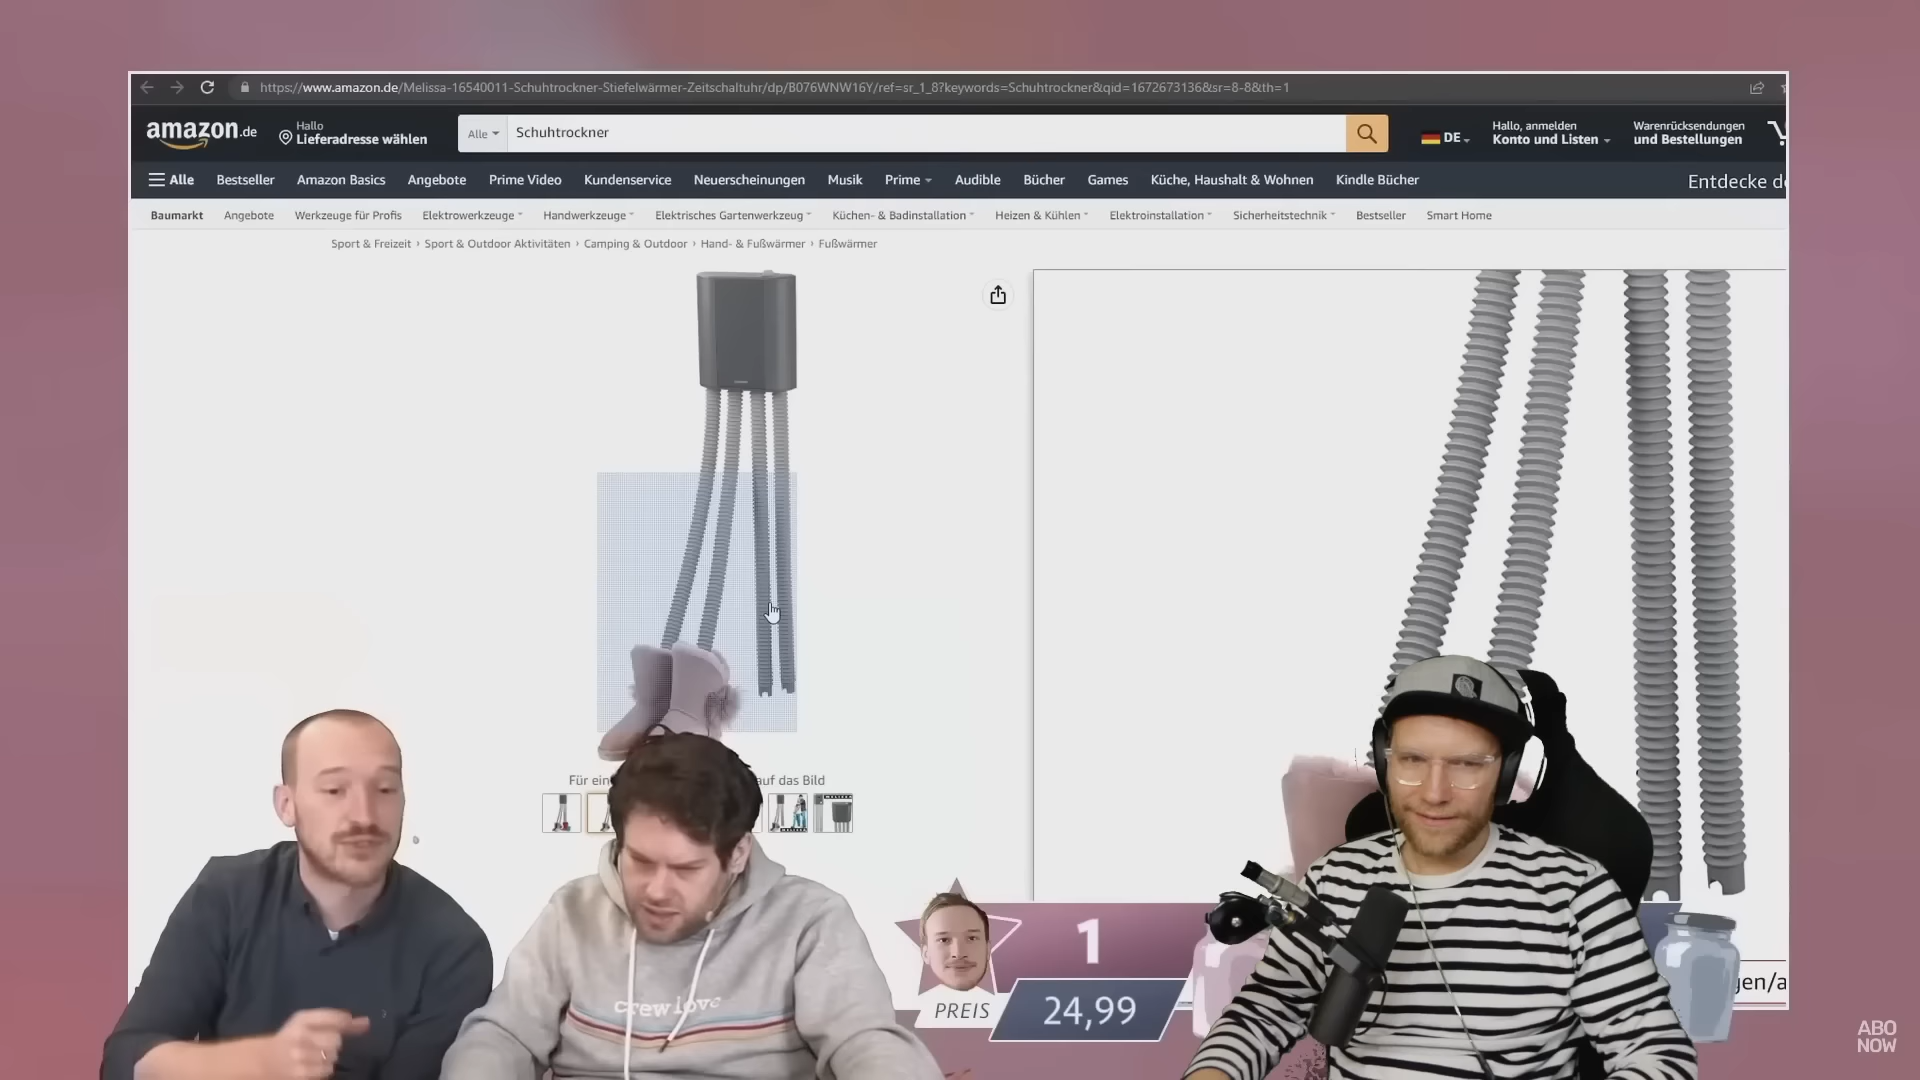 https://www.amazon.de/Melissa-16540011-Schuhtrockner-Stiefelwärmer-Zeitschaltuhr/dp/B076WNW16Y/ref=sr_1_8?keywords=Schuhtrockner&qid=1672673136&sr=8-8&th=1
amazon.de
Hallo
Lieferadresse wählen
Alle
Schuhtrockner
DE
Hallo, anmelden
Konto und Listen
Warenrücksendungen
und Bestellungen
Alle Bestseller Amazon Basics Angebote Prime Video Kundenservice Neuerscheinungen Musik Prime Audible Bücher Games Küche, Haushalt & Wohnen Kindle Bücher Entdecke de
Baumarkt Angebote Werkzeuge für Profis Elektrowerkzeuge Handwerkzeuge Elektrisches Gartenwerkzeug Küchen- & Badinstallation Heizen & Kühlen Elektroinstallation Sicherheitstechnik Bestseller Smart Home
Sport & Freizeit › Sport & Outdoor Aktivitäten › Camping & Outdoor › Hand- & Fußwärmer › Fußwärmer
Für ein auf das Bild
crew love
1
PREIS
24,99
gen/a
ABO
NOW